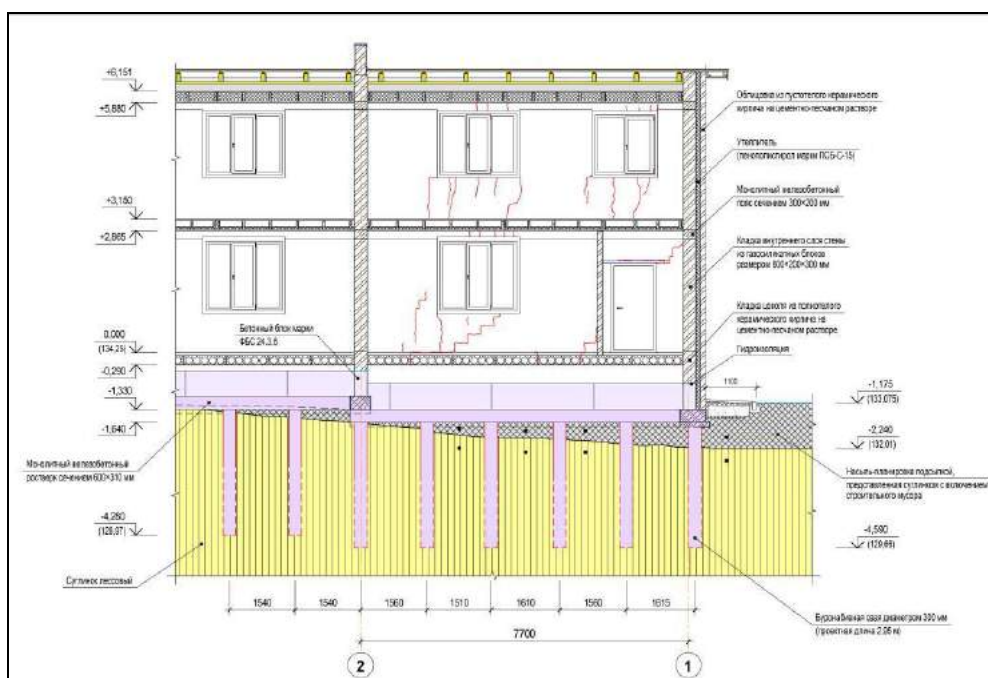 +6,151
+5,880
+3,180
+2,865
0,000
(134,25)
-0,290
-1,330
-1,640
Монолитный железобетонный
ростверк сечением 600×310 мм
-4,280
(129,97)
Суглинок лессовый
Бетонный блок марки
ФБС 24.3.6
Облицовка из пустотелого керамического
кирпича на цементно-песчаном растворе
Утеплитель
(пенополистирол марки ПСБ-С-15)
Монолитный железобетонный
пояс сечением 300×200 мм
Кладка внутреннего слоя стены
из газосиликатных блоков
размером 600×200×300 мм
Кладка цоколя из полнотелого
керамического кирпича на
цементно-песчаном растворе
Гидроизоляция
1100
-1,175
(133,075)
-2,240
(132,01)
Насыпь-планировка подсыпкой,
представленная суглинком с включением
строительного мусора
-4,590
(129,66)
Буронабивная свая диаметром 300 мм
(проектная длина 2,95 м)
1540 1540 1560 1510 1610 1560 1615
7700
2 1